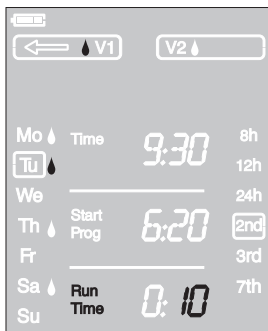 V1 V2
Mo Time 9:30 8h
Tu 12h
We 24h
Th Start Prog 6:20 2nd
Fr 3rd
Sa Run Time 0:10 7th
Su